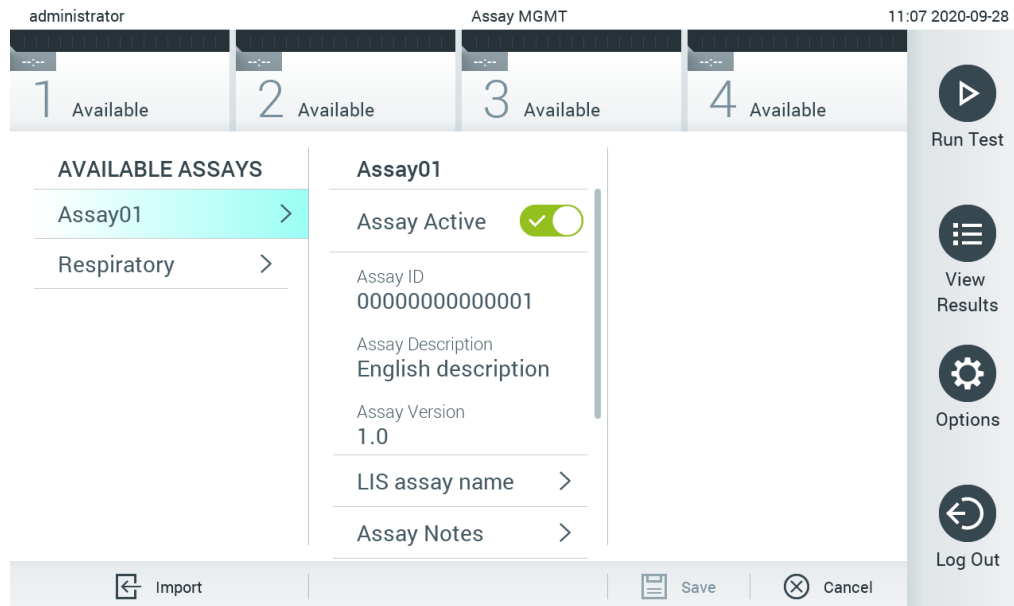 administrator
Assay MGMT
11:07 2020-09-28
--:--
--:--
--:--
--:--
1 Available
2 Available
3 Available
4 Available
Run Test
View
Results
Options
Log Out
AVAILABLE ASSAYS
Assay01
Respiratory
Assay01
Assay Active
Assay ID
00000000000001
Assay Description
English description
Assay Version
1.0
LIS assay name
Assay Notes
Import
Save
Cancel